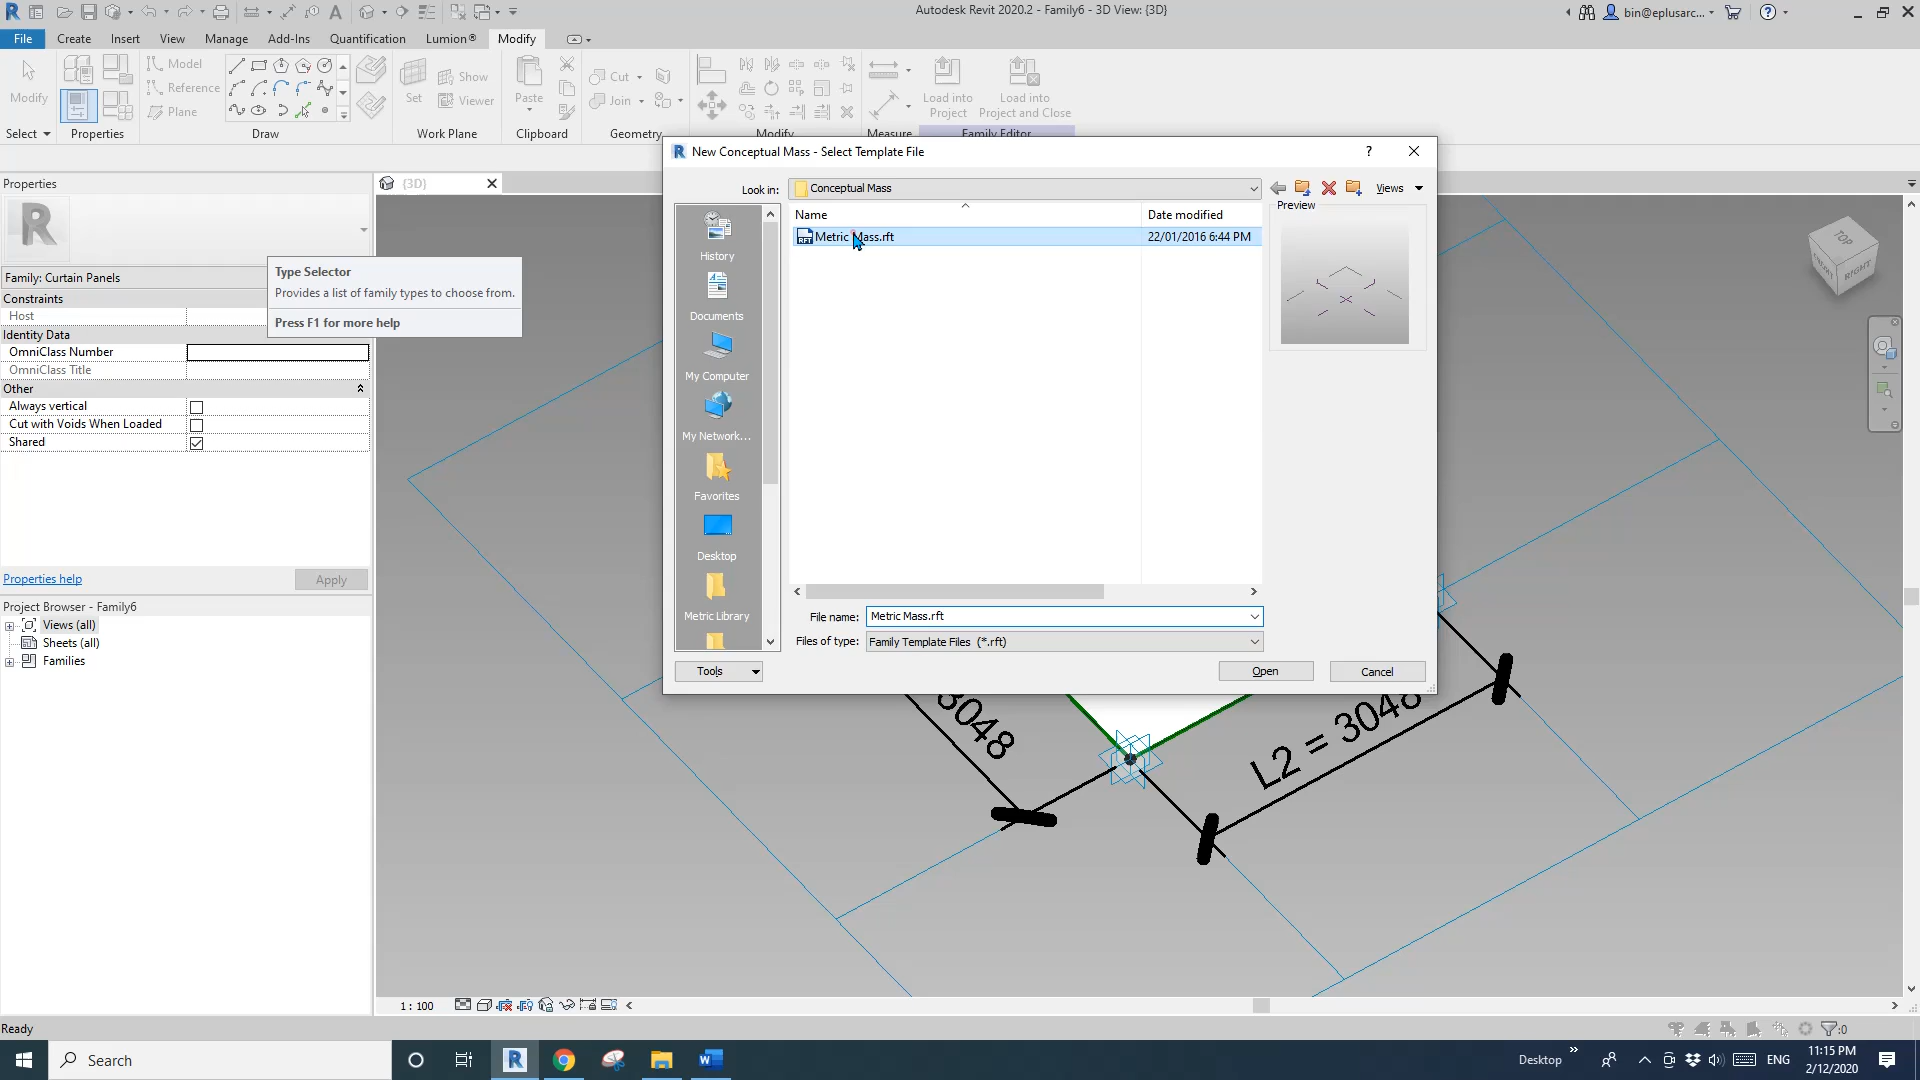 Autodesk Revit 2020.2 - Family6 - 3D View: {3D}
bin@eplusarc...
File
Create
Insert
View
Manage
Add-Ins
Quantification
Lumion®
Modify
Modify
Model
Reference
Plane
Set
Show
Viewer
Paste
Cut
Join
Load into
Project
Load into
Project and Close
Select
Properties
Draw
Work Plane
Clipboard
Geometry
Modify
Measure
Family Editor
Properties
{3D}
R
Family: Curtain Panels
Constraints
Host
Identity Data
OmniClass Number
OmniClass Title
Other
Always vertical
Cut with Voids When Loaded
Shared
Type Selector
Provides a list of family types to choose from.
Press F1 for more help
Properties help
Apply
Project Browser - Family6
Views (all)
Sheets (all)
Families
New Conceptual Mass - Select Template File
?
Look in:
Conceptual Mass
Views
Name
Date modified
Preview
Metric Mass.rft
22/01/2016 6:44 PM
History
Documents
My Computer
My Network...
Favorites
Desktop
Metric Library
File name:
Metric Mass.rft
Files of type:
Family Template Files (*.rft)
Tools
Open
Cancel
TOP
FRONT
RIGHT
3048
L2 = 3048
1 : 100
Ready
:0
Search
Desktop
ENG
11:15 PM
2/12/2020